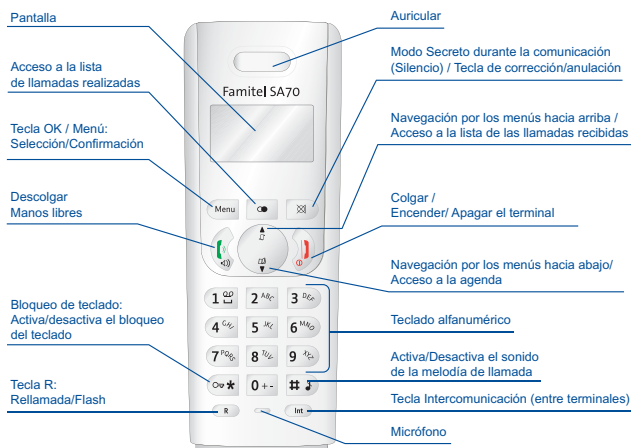 Pantalla
Acceso a la lista
de llamadas realizadas
Tecla OK / Menú:
Selección/Confirmación
Descolgar
Manos libres
Bloqueo de teclado:
Activa/desactiva el bloqueo
del teclado
Tecla R:
Rellamada/Flash
Famitel SA70
Menu
1
2 ABC
3 DEF
4 GHI
5 JKL
6 MNO
7 PQRS
8 TUV
9 XYZ
* 0 + - #
R
Int
Auricular
Modo Secreto durante la comunicación
(Silencio) / Tecla de corrección/anulación
Navegación por los menús hacia arriba /
Acceso a la lista de las llamadas recibidas
Colgar /
Encender/ Apagar el terminal
Navegación por los menús hacia abajo/
Acceso a la agenda
Teclado alfanumérico
Activa/Desactiva el sonido
de la melodía de llamada
Tecla Intercomunicación (entre terminales)
Micrófono